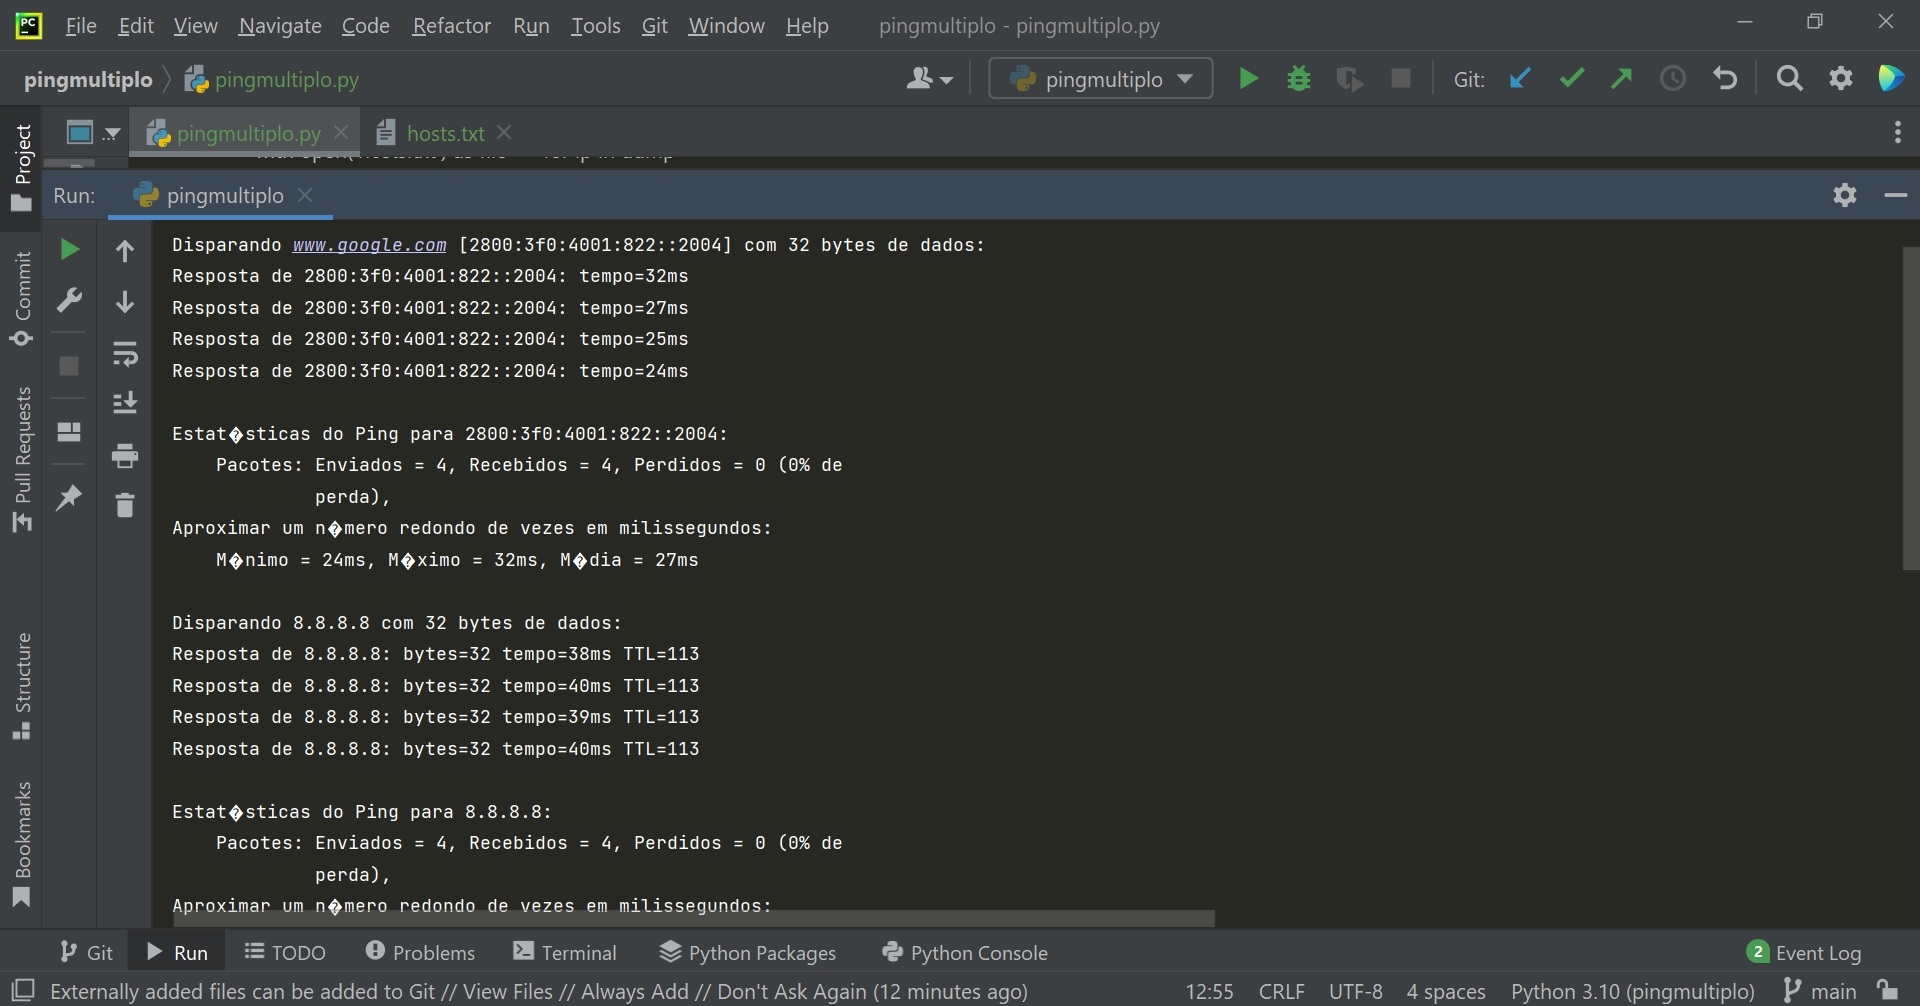 File Edit View Navigate Code Refactor Run Tools Git Window Help pingmultiplo - pingmultiplo.py
pingmultiplo pingmultiplo.py pingmultiplo Git:
... pingmultiplo.py hosts.txt
Run: pingmultiplo
Project
Commit
Pull Requests
Structure
Bookmarks
Disparando www.google.com [2800:3f0:4001:822::2004] com 32 bytes de dados:
Resposta de 2800:3f0:4001:822::2004: tempo=32ms
Resposta de 2800:3f0:4001:822::2004: tempo=27ms
Resposta de 2800:3f0:4001:822::2004: tempo=25ms
Resposta de 2800:3f0:4001:822::2004: tempo=24ms
Estat�sticas do Ping para 2800:3f0:4001:822::2004:
Pacotes: Enviados = 4, Recebidos = 4, Perdidos = 0 (0% de
perda),
Aproximar um n�mero redondo de vezes em milissegundos:
M�nimo = 24ms, M�ximo = 32ms, M�dia = 27ms
Disparando 8.8.8.8 com 32 bytes de dados:
Resposta de 8.8.8.8: bytes=32 tempo=38ms TTL=113
Resposta de 8.8.8.8: bytes=32 tempo=40ms TTL=113
Resposta de 8.8.8.8: bytes=32 tempo=39ms TTL=113
Resposta de 8.8.8.8: bytes=32 tempo=40ms TTL=113
Estat�sticas do Ping para 8.8.8.8:
Pacotes: Enviados = 4, Recebidos = 4, Perdidos = 0 (0% de
perda),
Aproximar um n�mero redondo de vezes em milissegundos:
Git Run TODO Problems Terminal Python Packages Python Console 2 Event Log
Externally added files can be added to Git // View Files // Always Add // Don't Ask Again (12 minutes ago) 12:55 CRLF UTF-8 4 spaces Python 3.10 (pingmultiplo) main